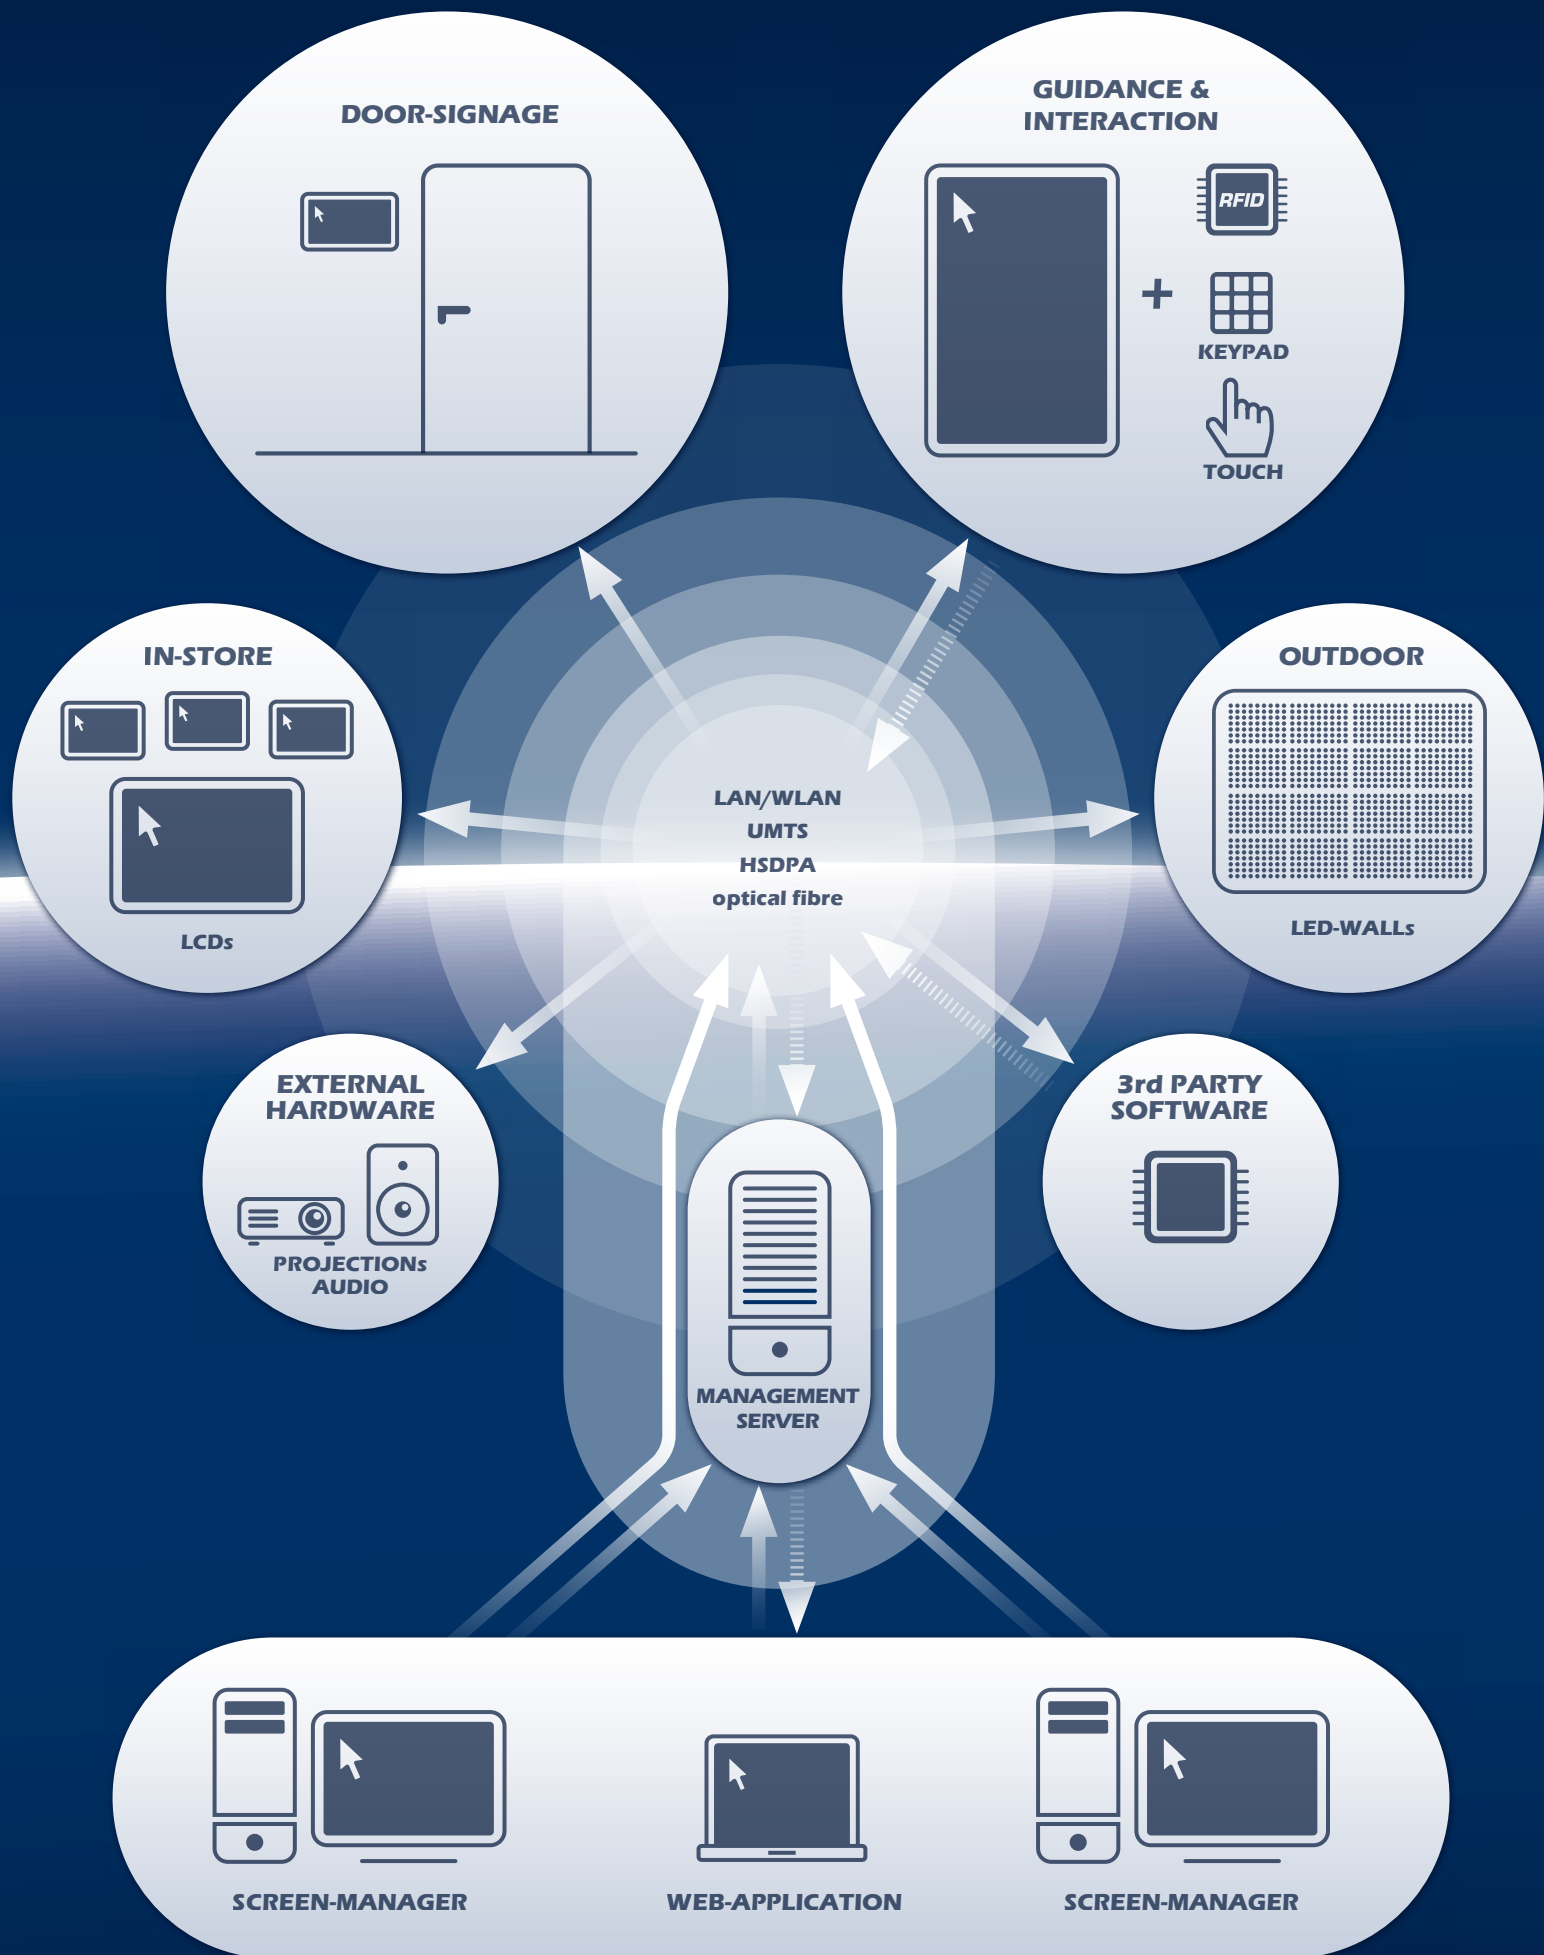 DOOR-SIGNAGE
GUIDANCE &
INTERACTION
RFID
KEYPAD
TOUCH
IN-STORE
LCDs
OUTDOOR
LED-WALLs
LAN/WLAN
UMTS
HSDPA
optical fibre
EXTERNAL
HARDWARE
PROJECTIONs
AUDIO
3rd PARTY
SOFTWARE
MANAGEMENT
SERVER
SCREEN-MANAGER
WEB-APPLICATION
SCREEN-MANAGER